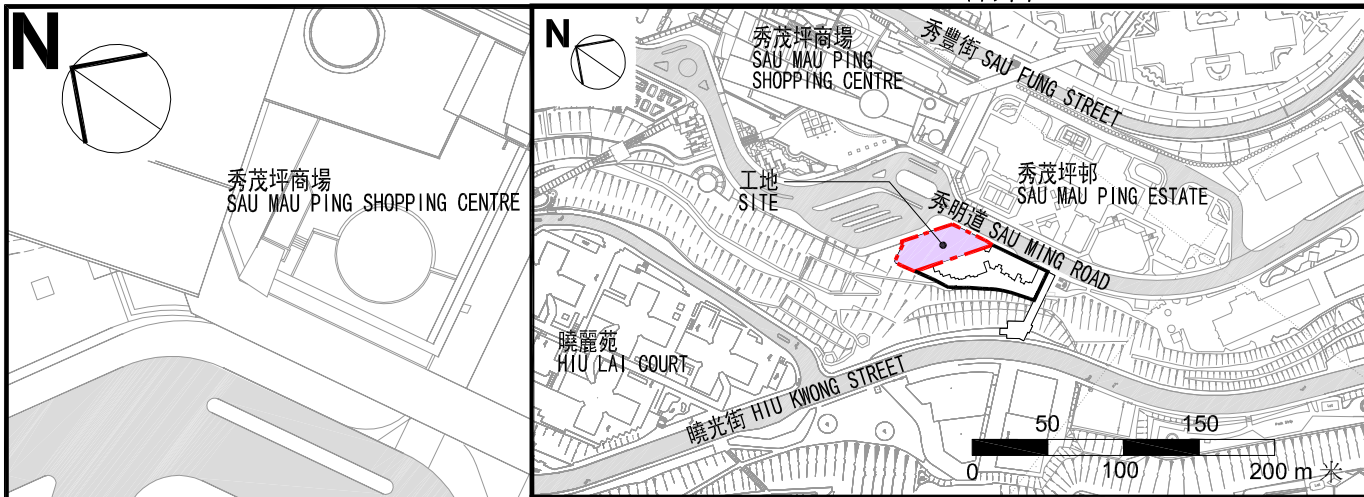 N
秀茂坪商場
SAU MAU PING SHOPPING CENTRE
N
秀茂坪商場
SAU MAU PING
SHOPPING CENTRE
秀豐街 SAU FUNG STREET
工地
SITE
秀茂坪邨
SAU MAU PING ESTATE
秀明道 SAU MING ROAD
曉麗苑
HIU LAI COURT
曉光街 HIU KWONG STREET
50 150
0 100 200 m 米